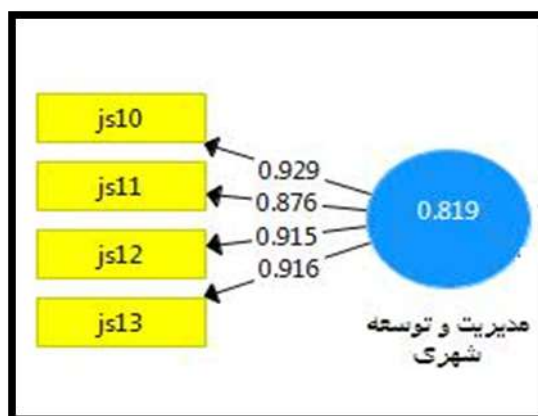 js10
js11
js12
js13
0.929
0.876
0.915
0.916
0.819
مدیریت و توسعه
شهری